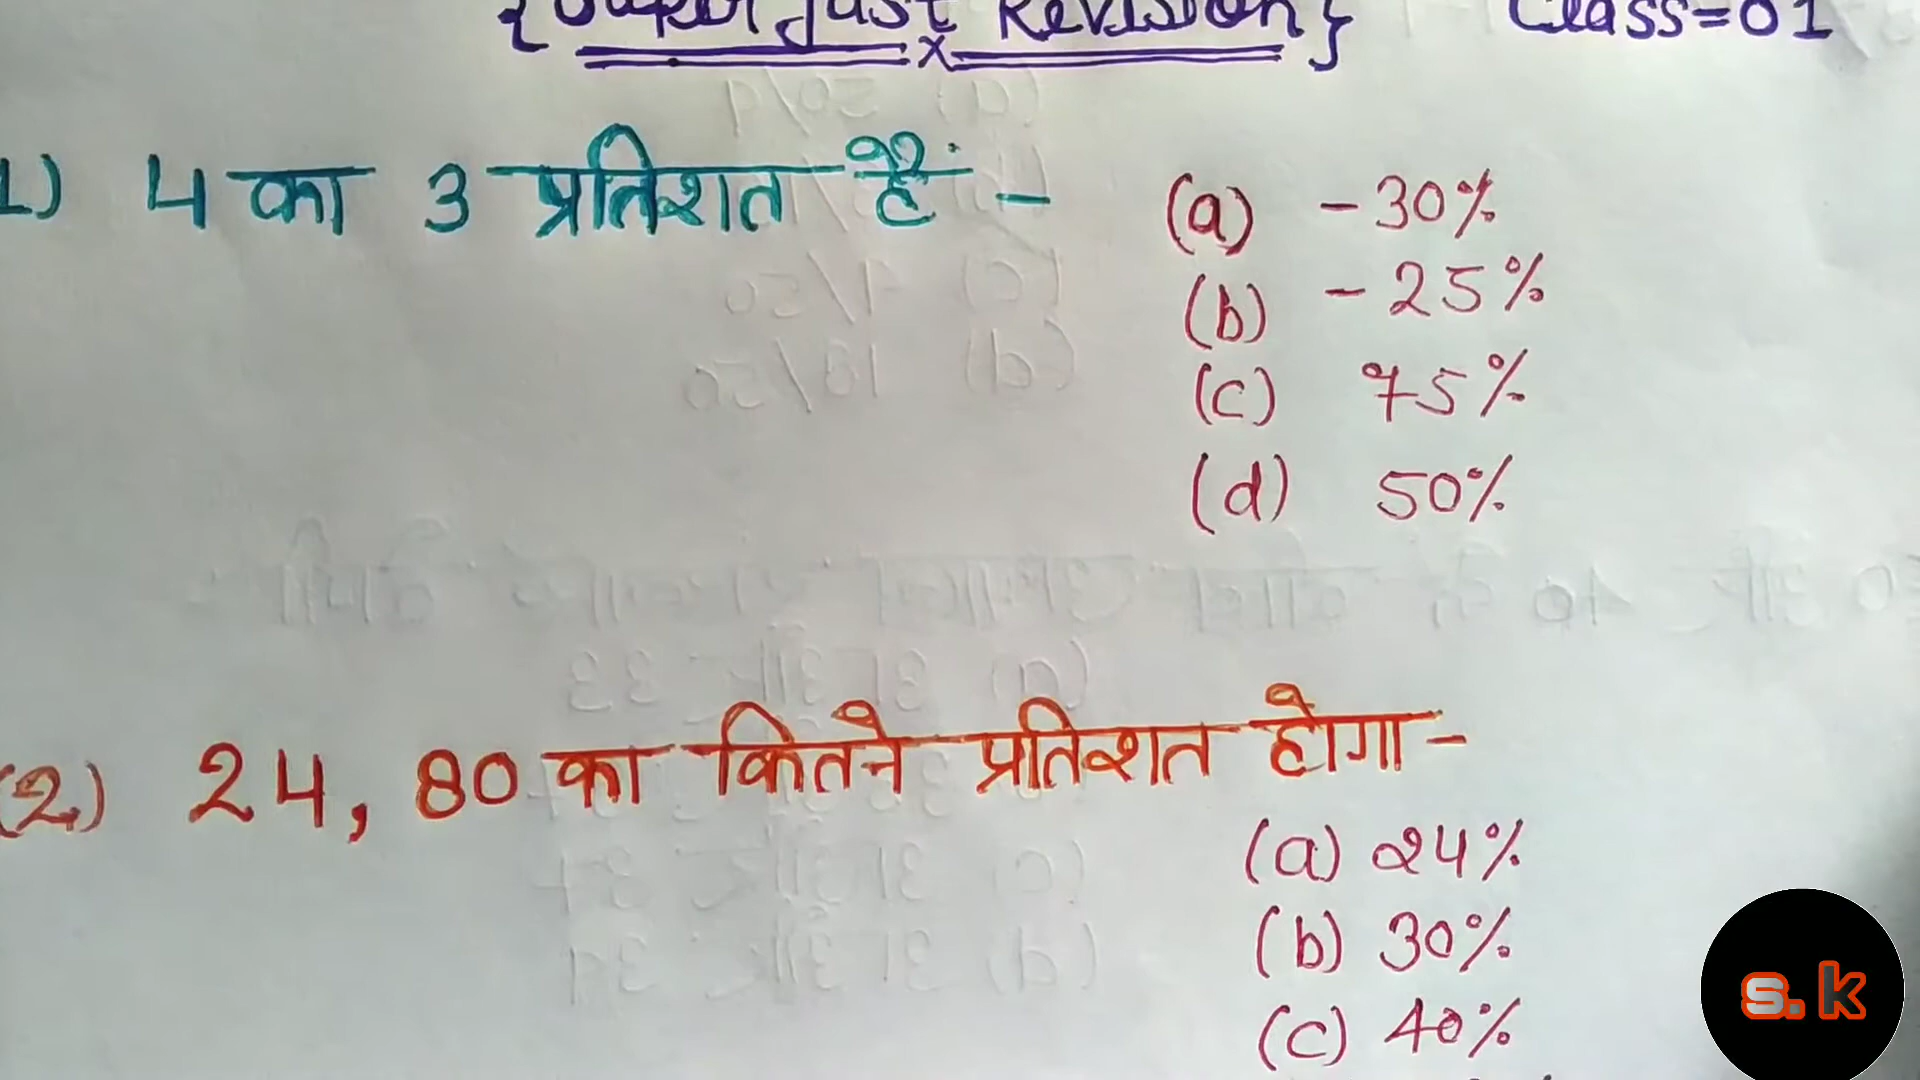 Just Revision} Class=01
1) 4 का 3 प्रतिशत हैं -
(a) - 30%
(b) - 25%
(c) 75%
(d) 50%
(2) 24, 80 का कितने प्रतिशत होगा -
(a) 24%
(b) 30%
(c) 40%
s.k